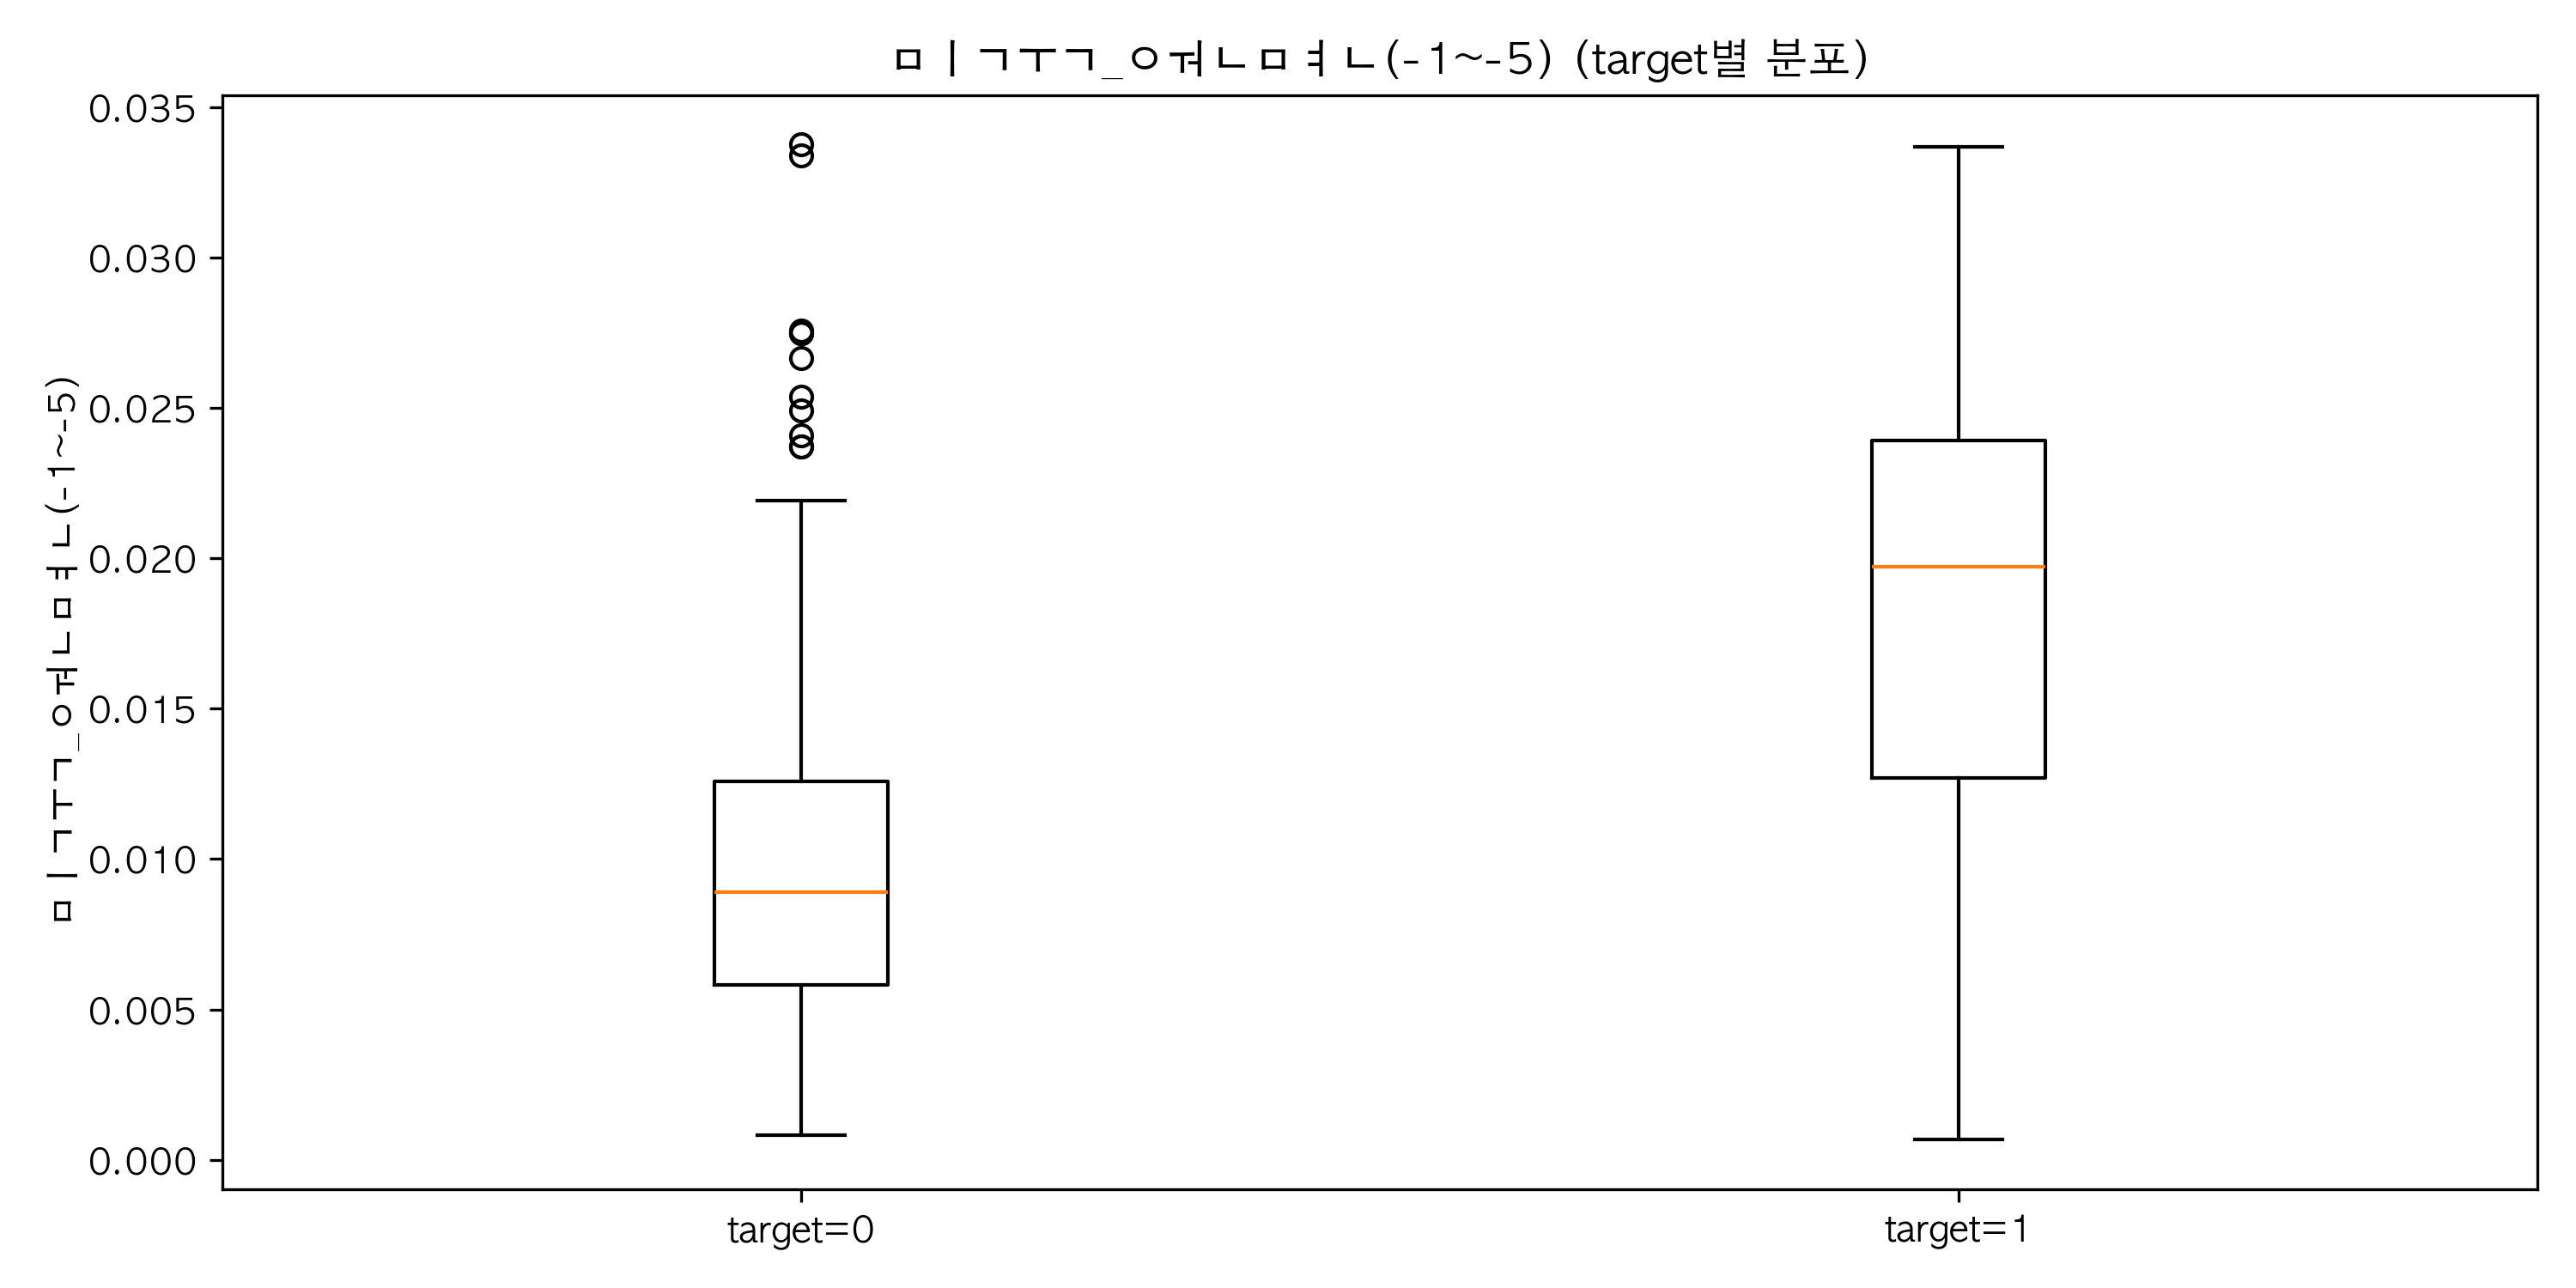 ㅁㅣㄱㅜㄱ_ㅇㅝㄴㅁㅕㄴ(-1~-5) (target별 분포)
ㅁㅣㄱㅜㄱ_ㅇㅝㄴㅁㅕㄴ(-1~-5)
0.035
0.030
0.025
0.020
0.015
0.010
0.005
0.000
target=0
target=1